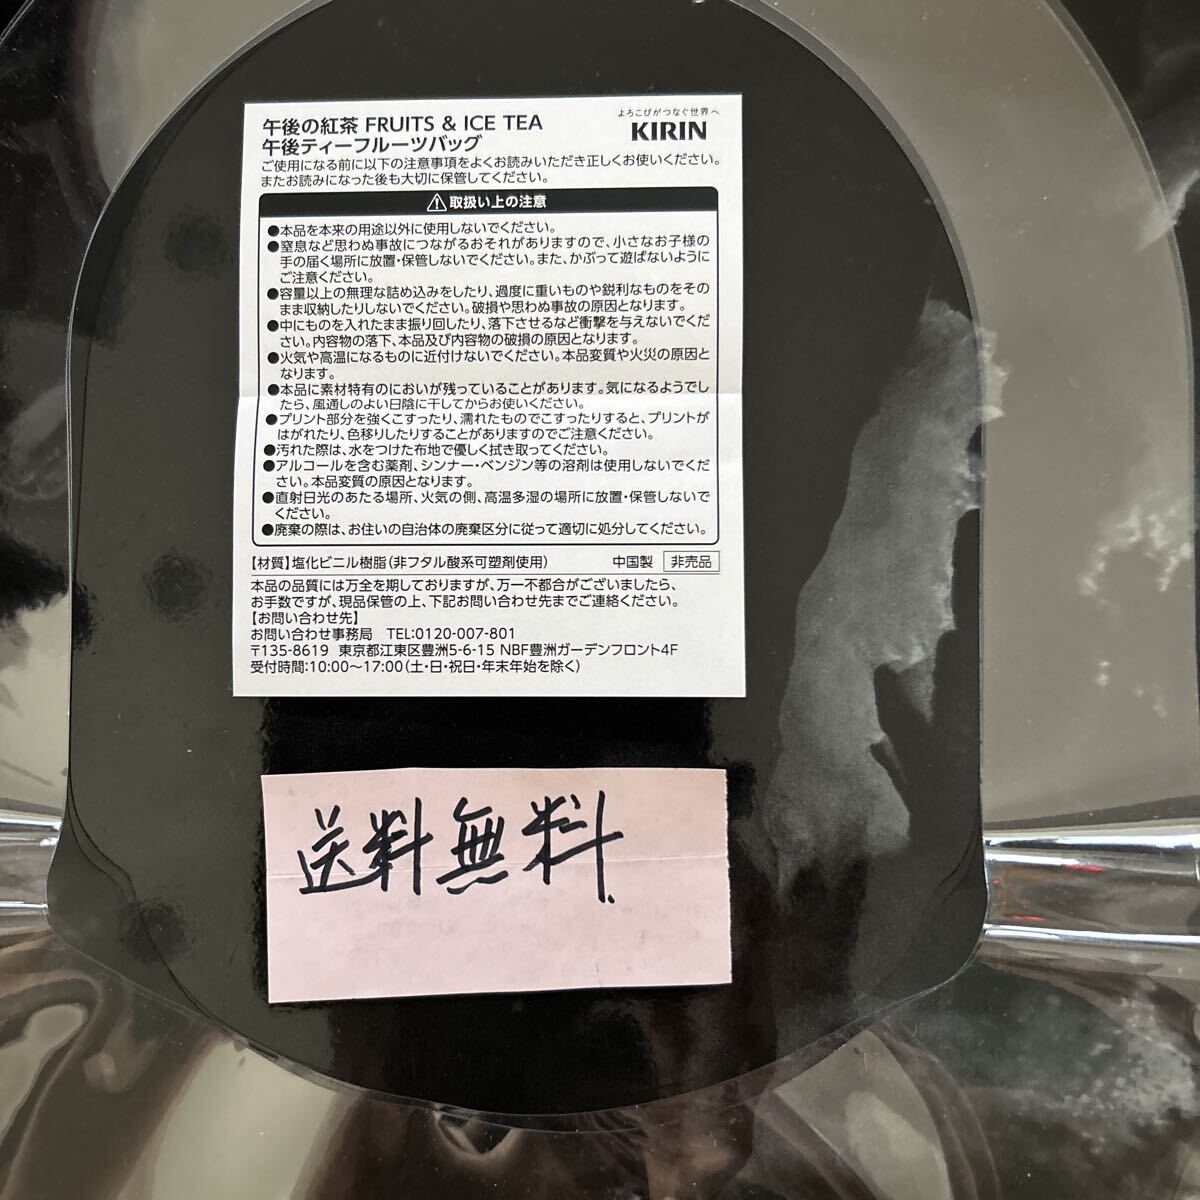 午後の紅茶 FRUITS & ICE TEA
午後ティーフルーツバッグ
よろこびがつなぐ世界へ
KIRIN
ご使用になる前に以下の注意事項をよくお読みいただき正しくお使いください。
またお読みになった後も大切に保管してください。
⚠取扱い上の注意
●本品を本来の用途以外に使用しないでください。
●窒息など思わぬ事故につながるおそれがありますので、小さなお子様の
手の届く場所に放置・保管しないでください。また、かぶって遊ばないように
ご注意ください。
●容量以上の無理な詰め込みをしたり、過度に重いものや鋭利なものをその
まま収納したりしないでください。破損や思わぬ事故の原因となります。
●中にものを入れたまま振り回したり、落下させるなど衝撃を与えないでくだ
さい。内容物の落下、本品及び内容物の破損の原因となります。
●火気や高温になるものに近付けないでください。本品変質や火災の原因と
なります。
●本品に素材特有のにおいが残っていることがあります。気になるようでし
たら、風通しのよい日陰に干してからお使いください。
●プリント部分を強くこすったり、濡れたものでこすったりすると、プリントが
はがれたり、色移りしたりすることがありますのでご注意ください。
●汚れた際は、水をつけた布地で優しく拭き取ってください。
●アルコールを含む薬剤、シンナー・ベンジン等の溶剤は使用しないでくだ
さい。本品変質の原因となります。
●直射日光のあたる場所、火気の側、高温多湿の場所に放置・保管しないで
ください。
●廃棄の際は、お住いの自治体の廃棄区分に従って適切に処分してください。
【材質】塩化ビニル樹脂(非フタル酸系可塑剤使用) 中国製 非売品
本品の品質には万全を期しておりますが、万一不都合がございましたら、
お手数ですが、現品保管の上、下記お問い合わせ先までご連絡ください。
【お問い合わせ先】
お問い合わせ事務局 TEL:0120-007-801
〒135-8619 東京都江東区豊洲5-6-15 NBF豊洲ガーデンフロント4F
受付時間:10:00〜17:00(土・日・祝日・年末年始を除く)
送料無料.